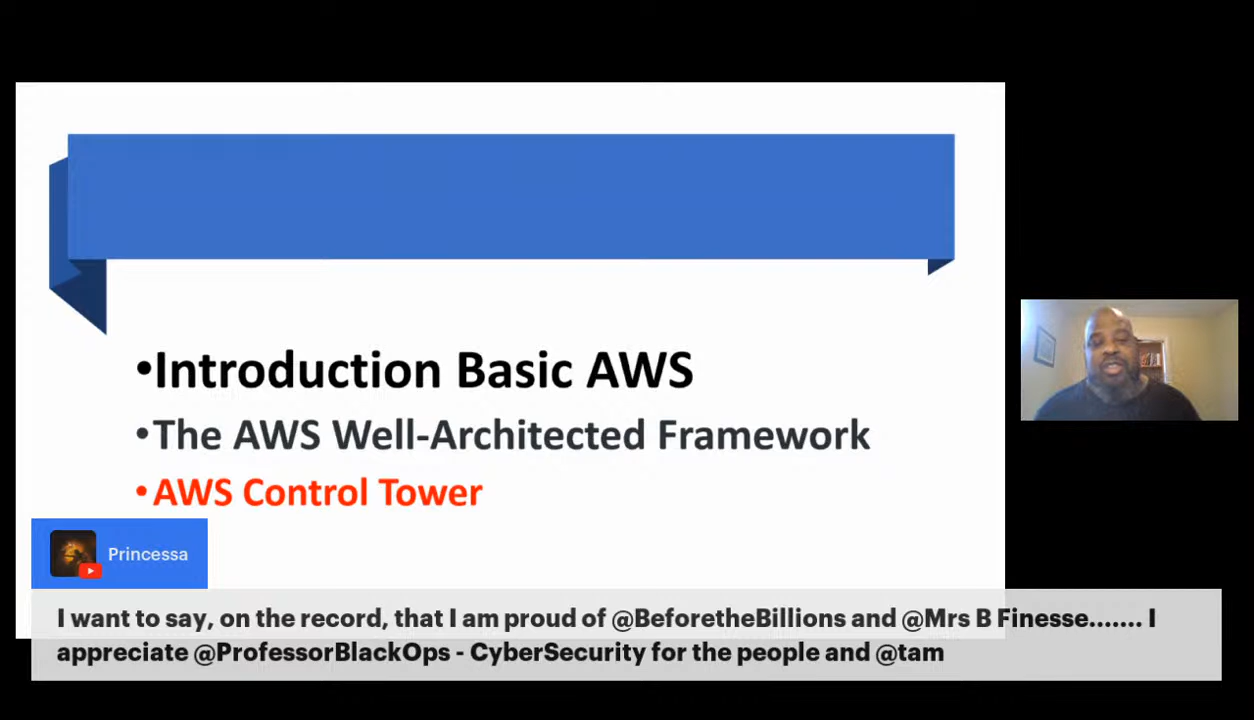 •Introduction Basic AWS
•The AWS Well-Architected Framework
•AWS Control Tower
Princessa
I want to say, on the record, that I am proud of @BeforetheBillions and @Mrs B Finesse....... I
appreciate @ProfessorBlackOps - CyberSecurity for the people and @tam